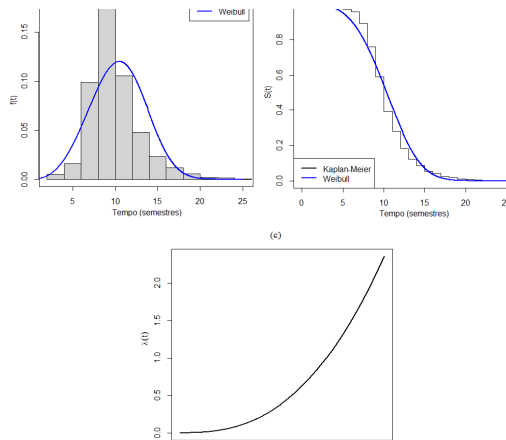 Weibull
f(t)
0.00 0.05 0.10 0.15
5 10 15 20 25
Tempo (semestres)
S(t)
0.0 0.2 0.4 0.6 0.8
Kaplan-Meier
Weibull
0 5 10 15 20
Tempo (semestres)
(c)
λ(t)
0.0 0.5 1.0 1.5 2.0